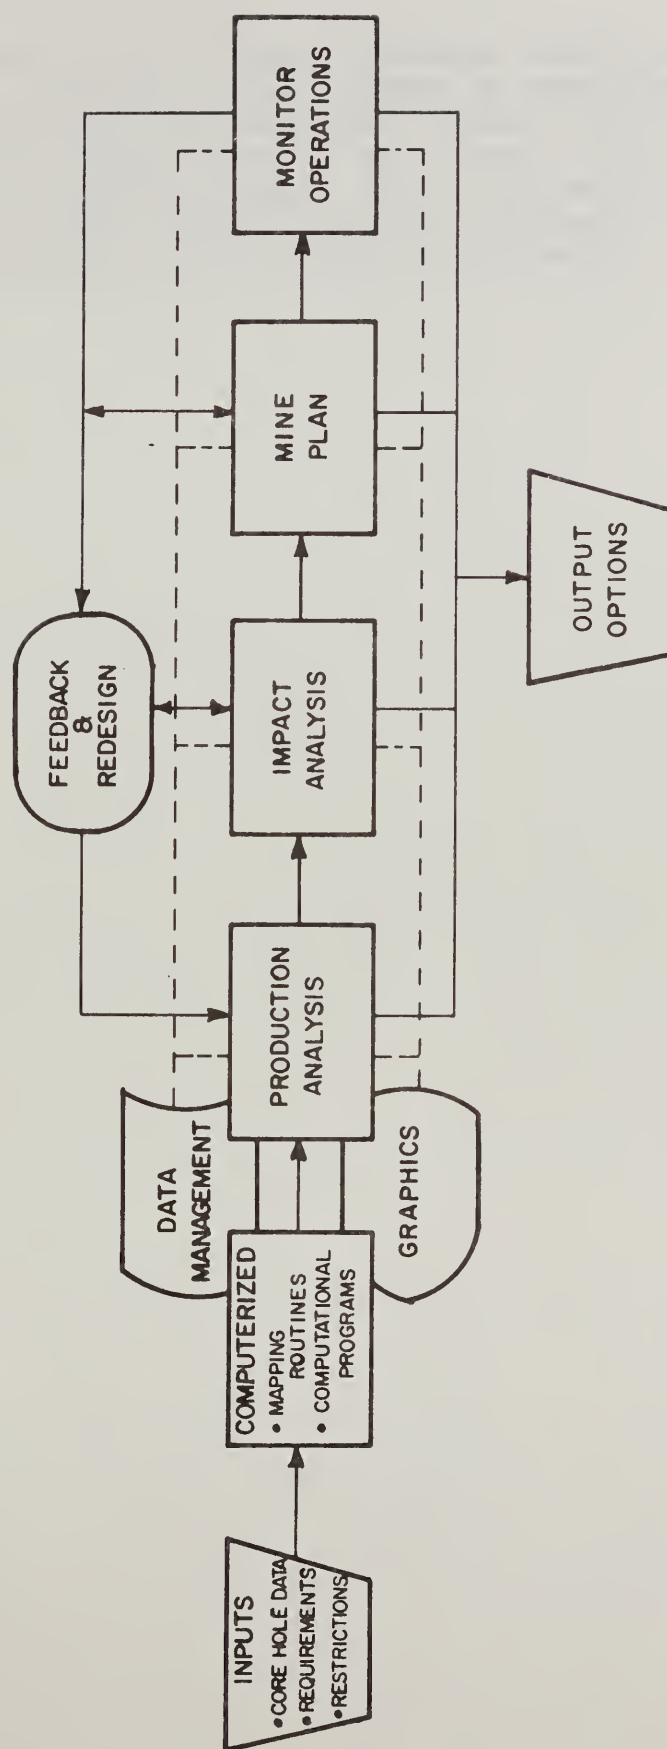 INPUTS
• CORE HOLE DATA
• REQUIREMENTS
• RESTRICTIONS
COMPUTERIZED
• MAPPING
ROUTINES
• COMPUTATIONAL
PROGRAMS
DATA
MANAGEMENT
GRAPHICS
PRODUCTION
ANALYSIS
FEEDBACK
&
REDESIGN
IMPACT
ANALYSIS
MINE
PLAN
MONITOR
OPERATIONS
OUTPUT
OPTIONS